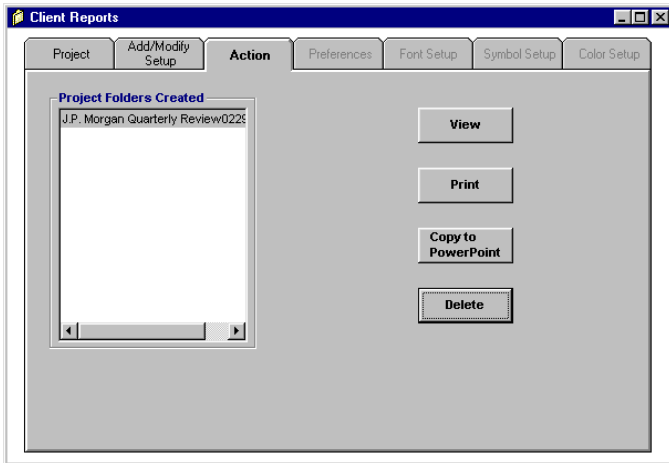 Client Reports
Project
Add/Modify
Setup
Action
Preferences
Font Setup
Symbol Setup
Color Setup
Project Folders Created
J.P. Morgan Quarterly Review0229
View
Print
Copy to
PowerPoint
Delete